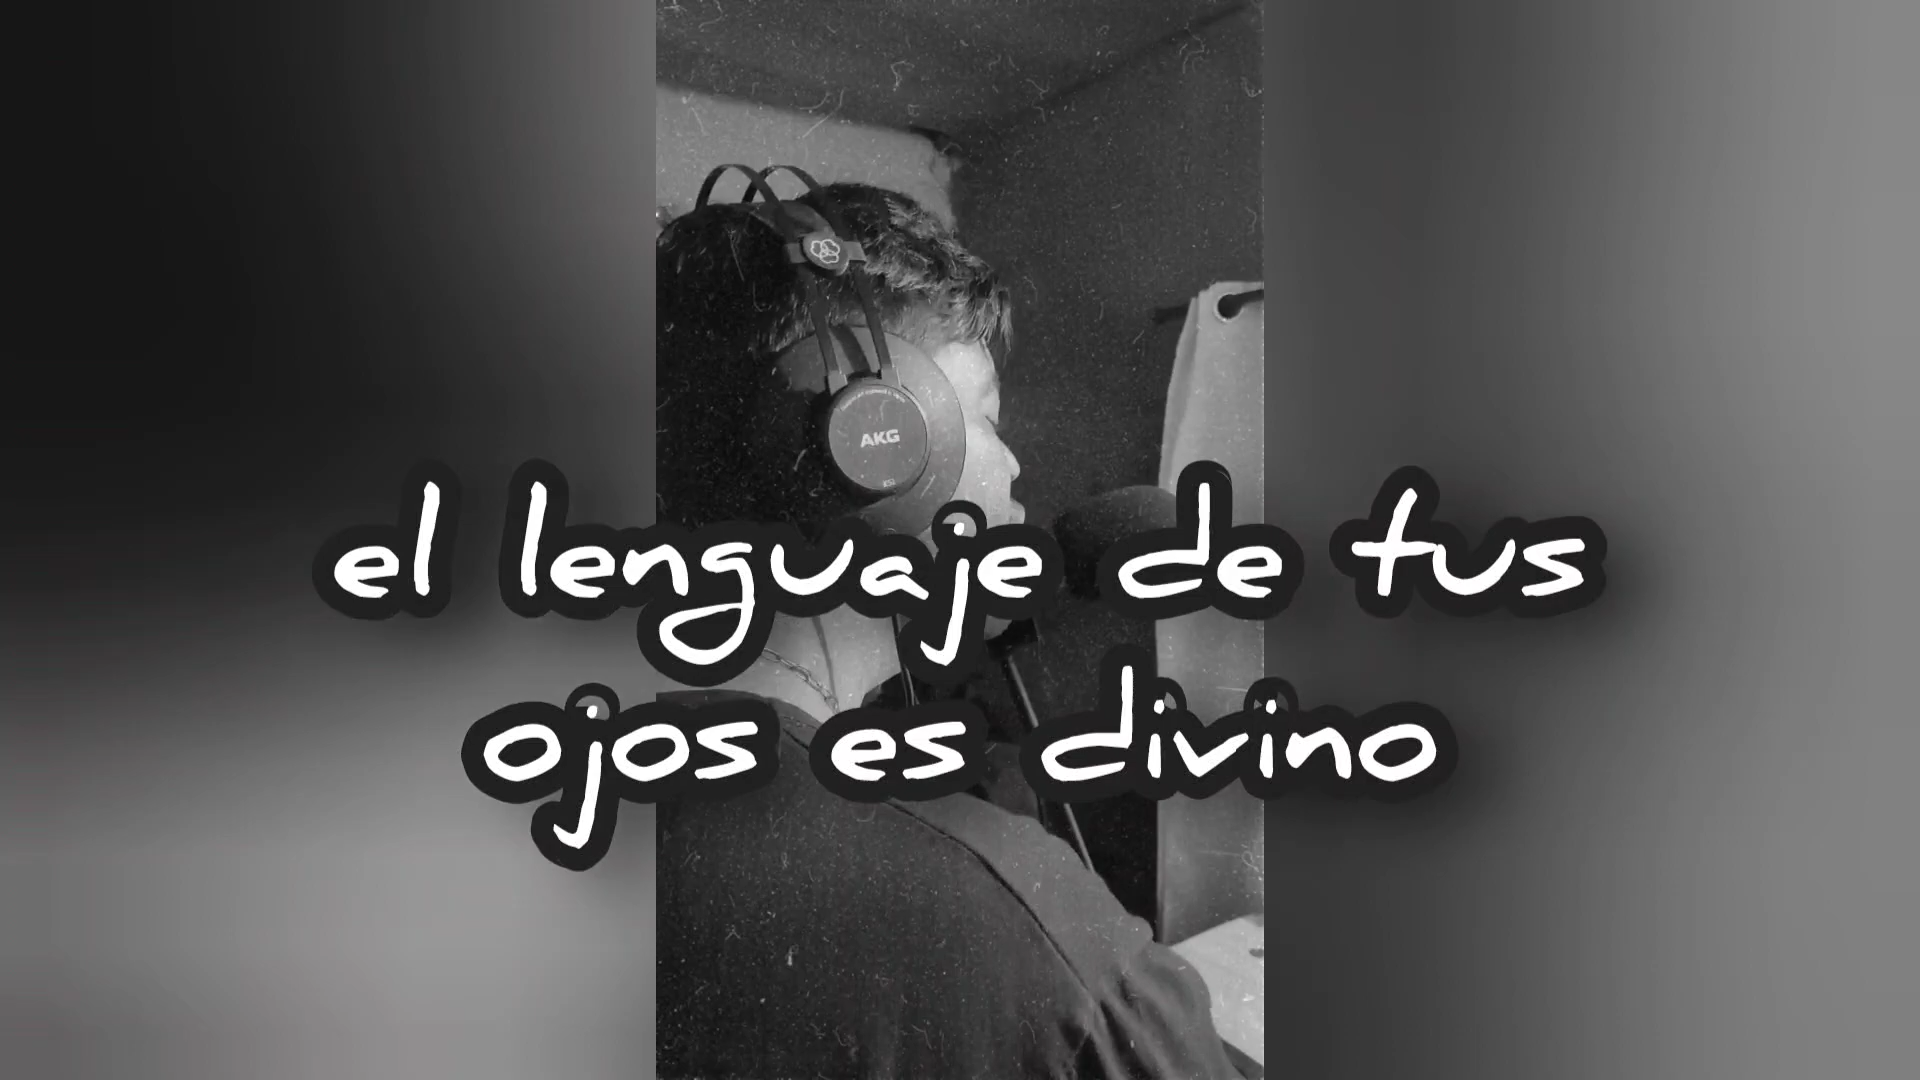 AKG
el lenguaje de tus
ojos es divino